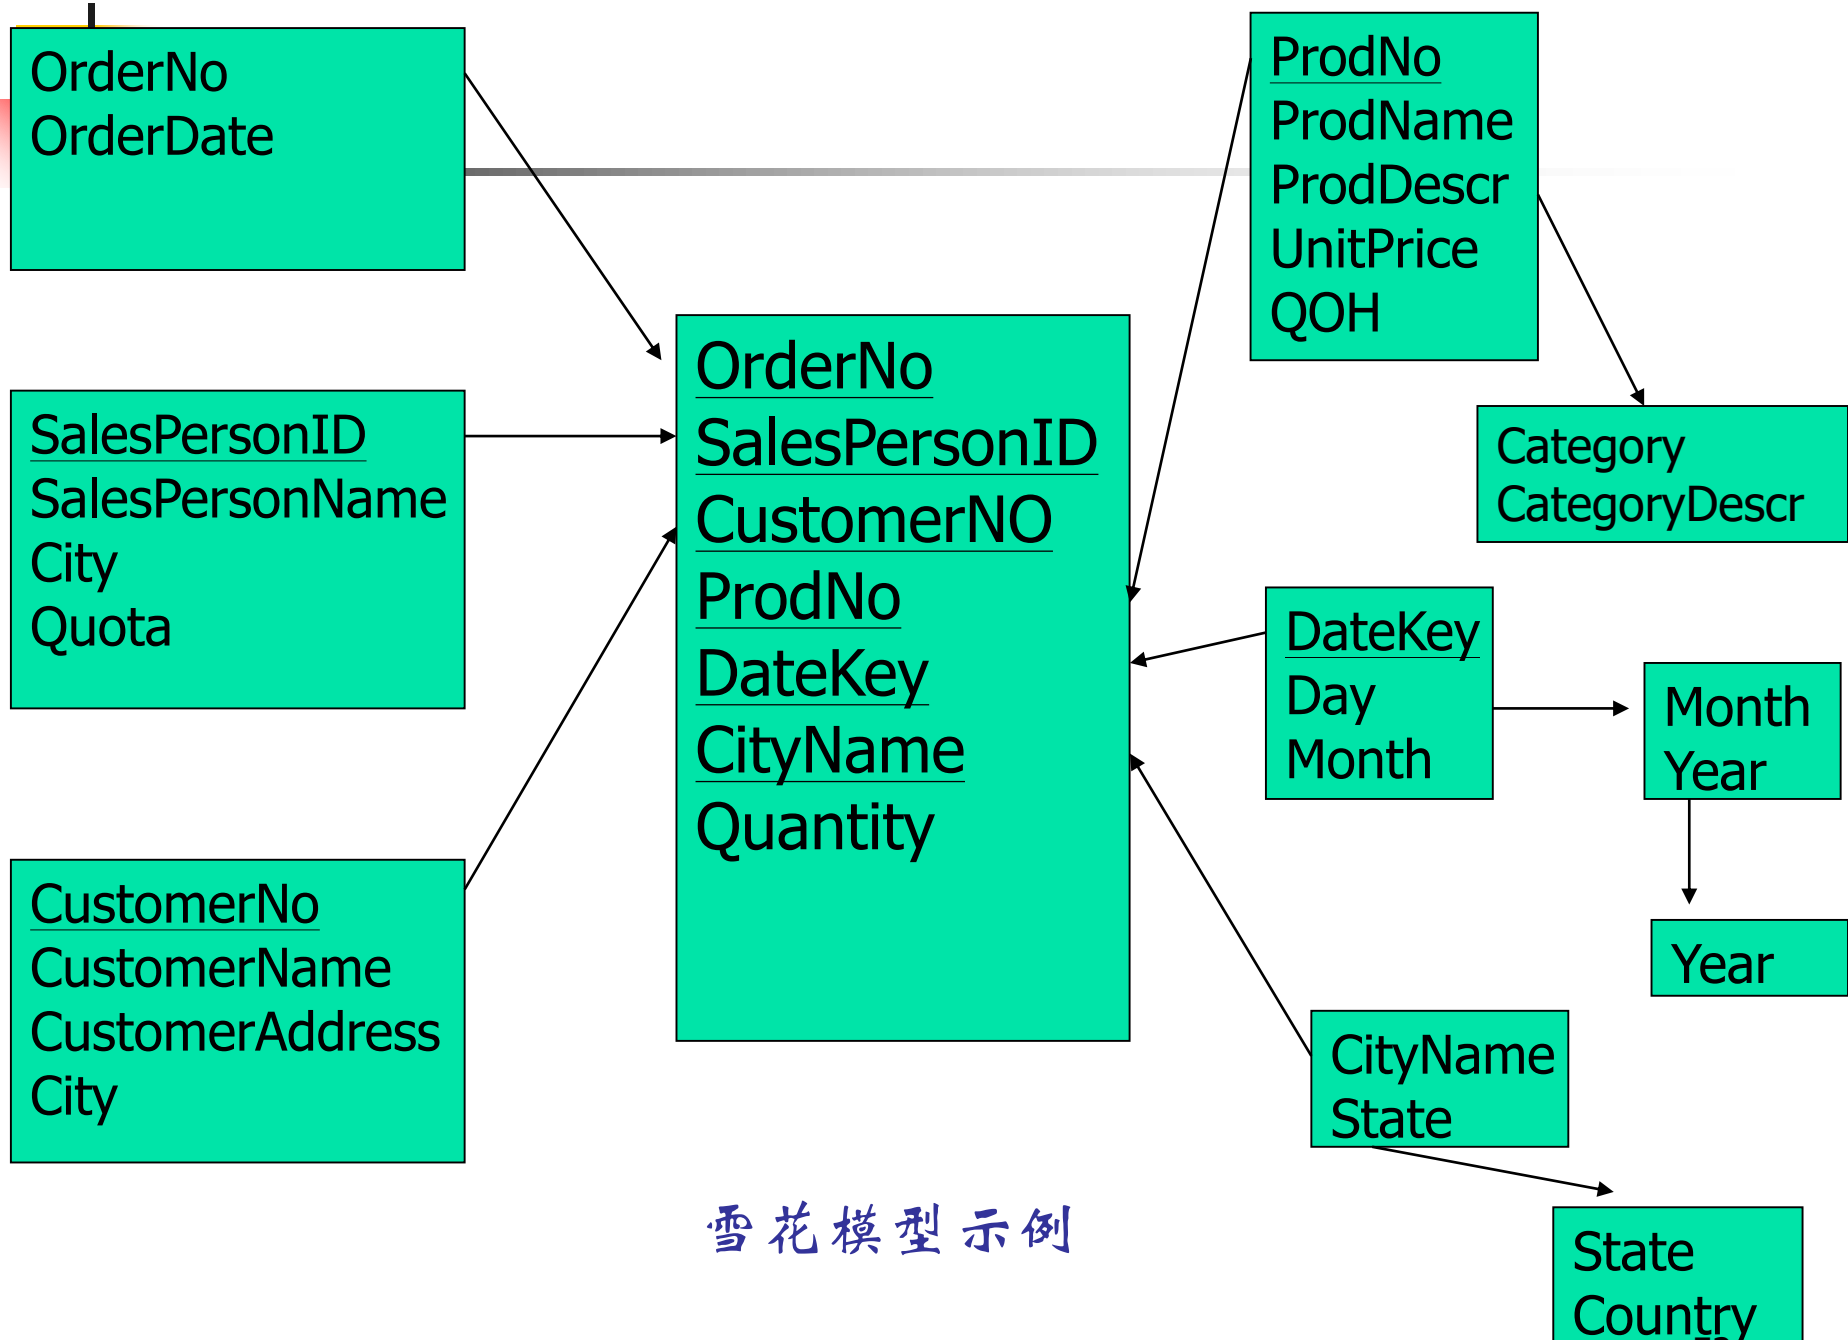 OrderNo
OrderDate
SalesPersonID
SalesPersonName
City
Quota
CustomerNo
CustomerName
CustomerAddress
City
OrderNo
SalesPersonID
CustomerNO
ProdNo
DateKey
CityName
Quantity
ProdNo
ProdName
ProdDescr
UnitPrice
QOH
Category
CategoryDescr
DateKey
Day
Month
Month
Year
Year
CityName
State
State
Country
雪花模型示例